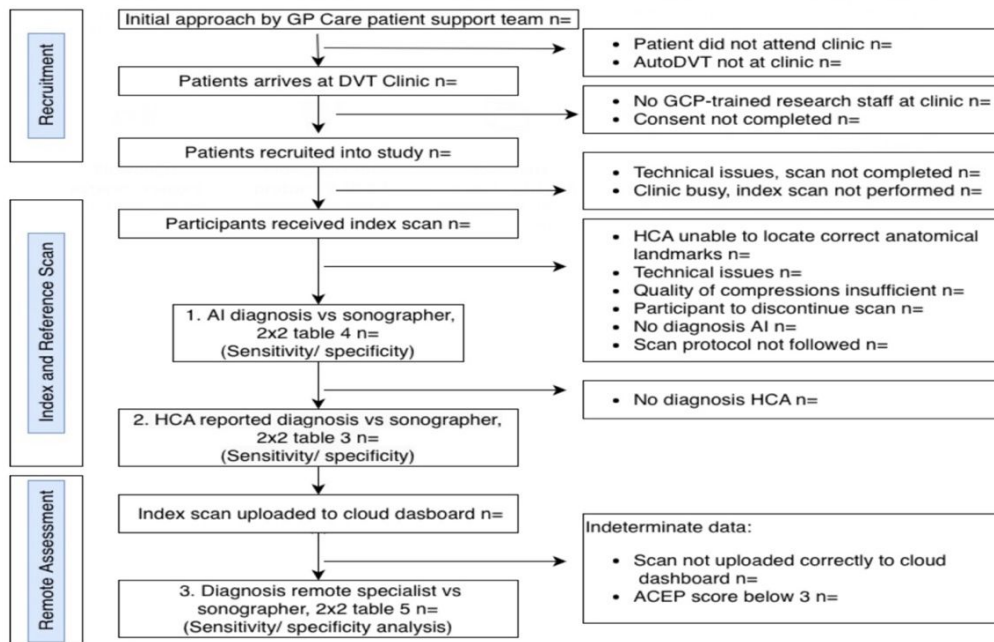 Initial approach by GP Care patient support team n=
• Patient did not attend clinic n=
• AutoDVT not at clinic n=
Recruitment
Patients arrives at DVT Clinic n=
• No GCP-trained research staff at clinic n=
• Consent not completed n=
Patients recruited into study n=
• Technical issues, scan not completed n=
• Clinic busy, index scan not performed n=
Index and Reference Scan
Participants received index scan n=
• HCA unable to locate correct anatomical
landmarks n=
• Technical issues n=
• Quality of compressions insufficient n=
• Participant to discontinue scan n=
• No diagnosis AI n=
• Scan protocol not followed n=
1. AI diagnosis vs sonographer,
2x2 table 4 n=
(Sensitivity/ specificity)
• No diagnosis HCA n=
2. HCA reported diagnosis vs sonographer,
2x2 table 3 n=
(Sensitivity/ specificity)
Remote Assessment
Index scan uploaded to cloud dasboard n=
Indeterminate data:
• Scan not uploaded correctly to cloud
dashboard n=
• ACEP score below 3 n=
3. Diagnosis remote specialist vs
sonographer, 2x2 table 5 n=
(Sensitivity/ specificity analysis)